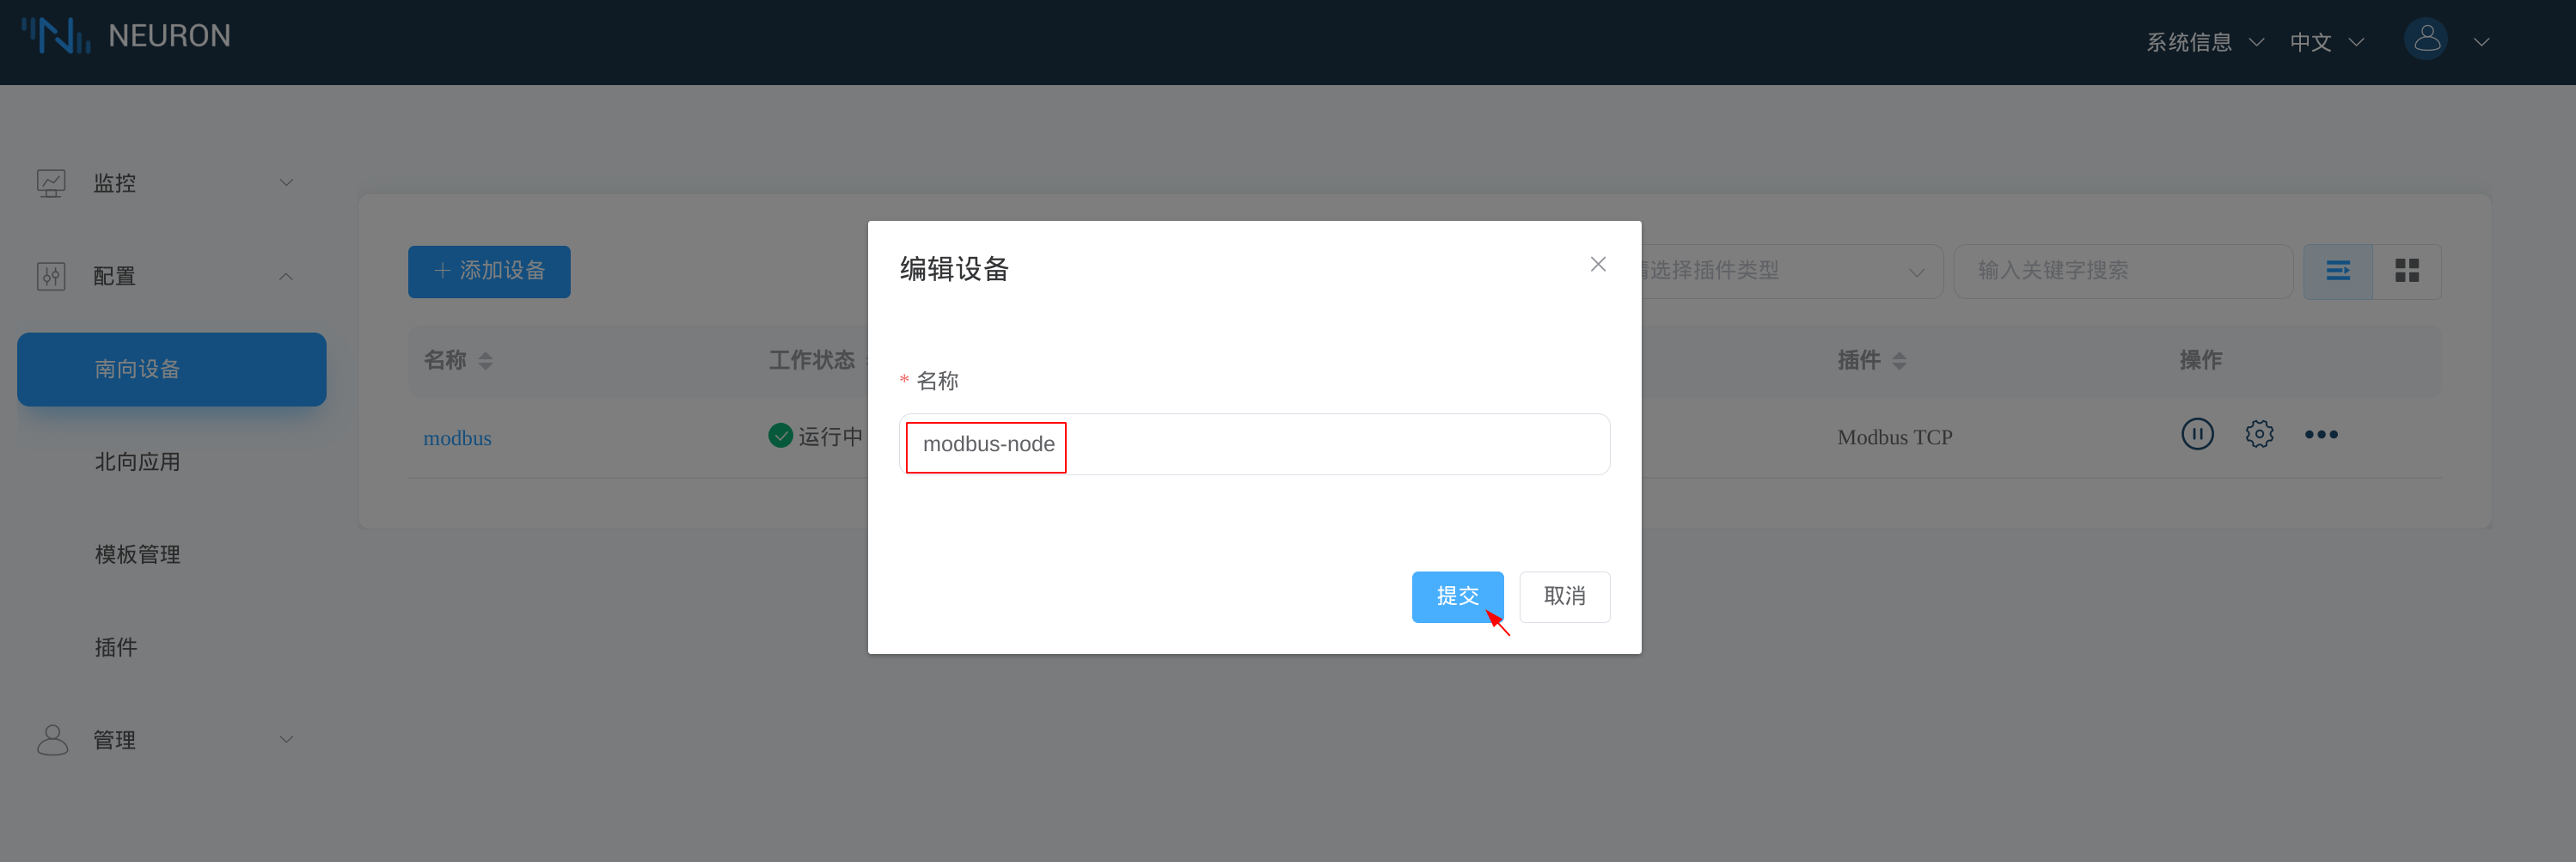 NEURON
系统信息
中文
监控
配置
南向设备
北向应用
模板管理
插件
管理
+ 添加设备
选择插件类型
输入关键字搜索
名称
工作状态
插件
操作
modbus
运行中
Modbus TCP
编辑设备
* 名称
modbus-node
提交
取消